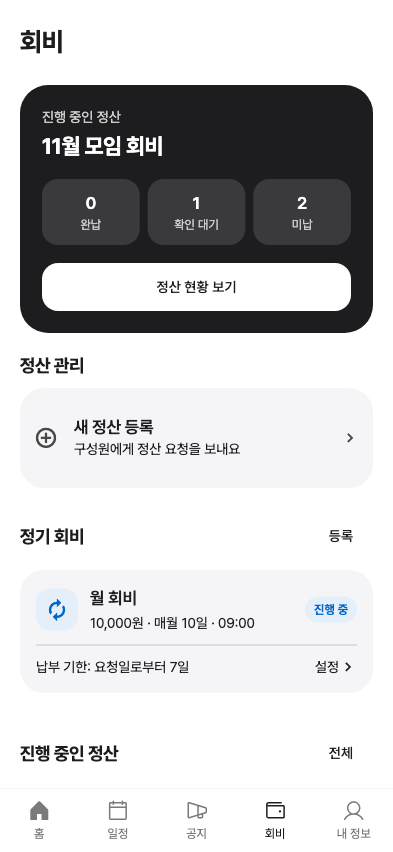 회비
진행 중인 정산
11월 모임 회비
0
완납
1
확인 대기
2
미납
정산 현황 보기
정산 관리
새 정산 등록
구성원에게 정산 요청을 보내요
정기 회비
등록
월 회비
10,000원 · 매월 10일 · 09:00
진행 중
납부 기한: 요청일로부터 7일
설정
진행 중인 정산
전체
홈
일정
공지
회비
내 정보